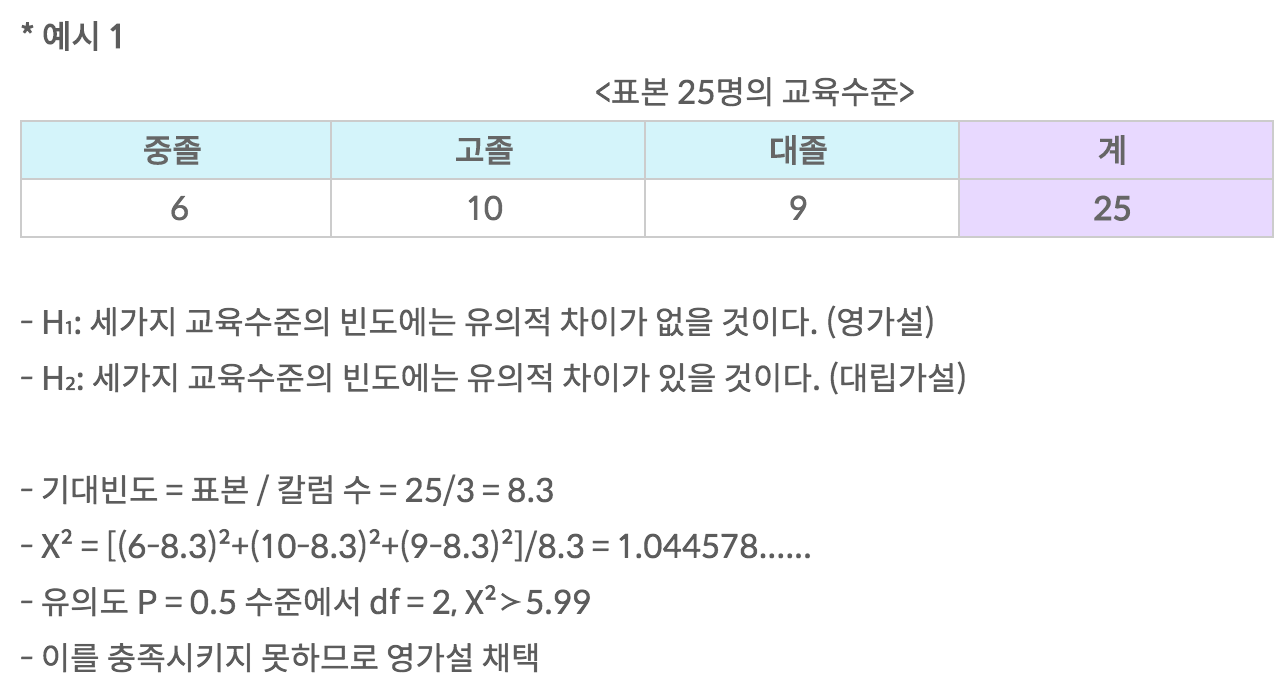 * 예시 1
<표본 25명의 교육수준>
중졸 고졸 대졸 계
6 10 9 25
- H₁: 세가지 교육수준의 빈도에는 유의적 차이가 없을 것이다. (영가설)
- H₂: 세가지 교육수준의 빈도에는 유의적 차이가 있을 것이다. (대립가설)
- 기대빈도 = 표본 / 칼럼 수 = 25/3 = 8.3
- X² = [(6-8.3)²+(10-8.3)²+(9-8.3)²]/8.3 = 1.044578......
- 유의도 P = 0.5 수준에서 df = 2, X²＞5.99
- 이를 충족시키지 못하므로 영가설 채택